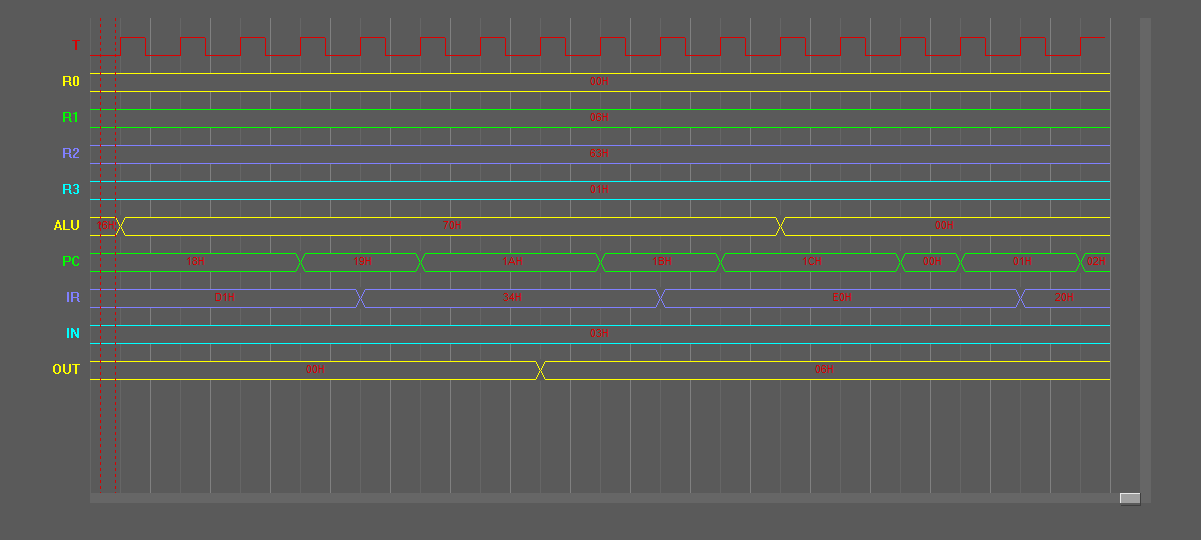 T
R0 00H
R1 06H
R2 63H
R3 01H
ALU 70H 00H
PC 18H 19H 1AH 1BH 1CH 00H 01H 02H
IR D1H 34H E0H 20H
IN 03H
OUT 00H 06H